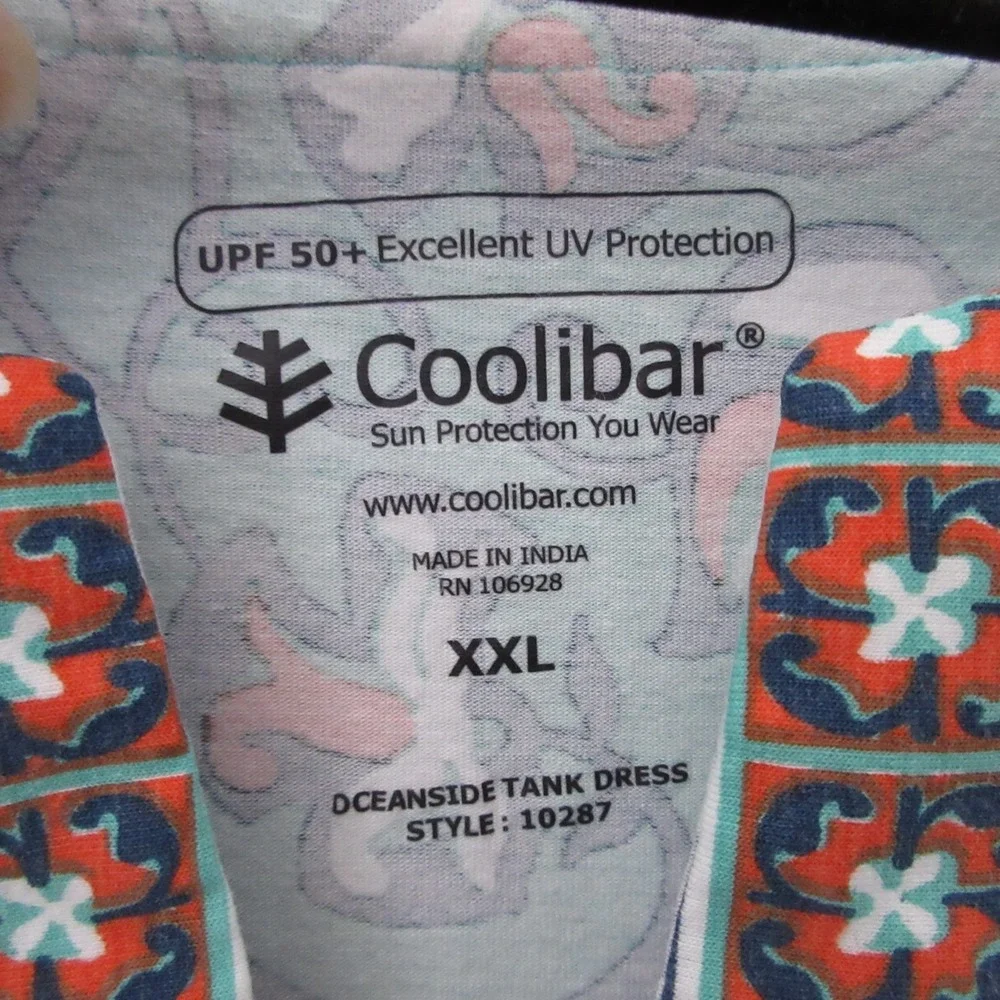 UPF 50+ Excellent UV Protection
Coolibar®
Sun Protection You Wear
www.coolibar.com
MADE IN INDIA
RN 106928
XXL
OCEANSIDE TANK DRESS
STYLE: 10287